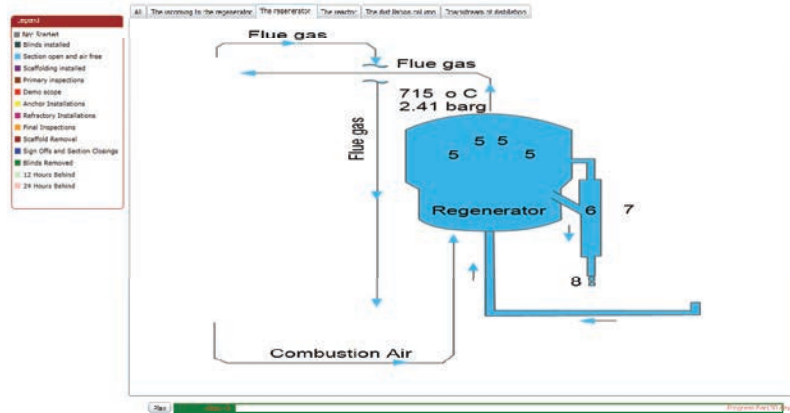 All The incoming to the regenerator The regenerator The reactor The distillation column Downstream of distillation
Legend
Not Started
Blinds installed
Section open and air free
Scaffolding installed
Primary inspections
Demo scope
Anchor Installations
Refractory Installations
Final Inspections
Scaffold Removal
Sign Offs and Section Closings
Blinds Removed
12 Hours Behind
24 Hours Behind
Flue gas
Flue gas
715 o C
2.41 barg
Flue gas
5 5 5 5
Regenerator
6
7
8
Combustion Air
Play